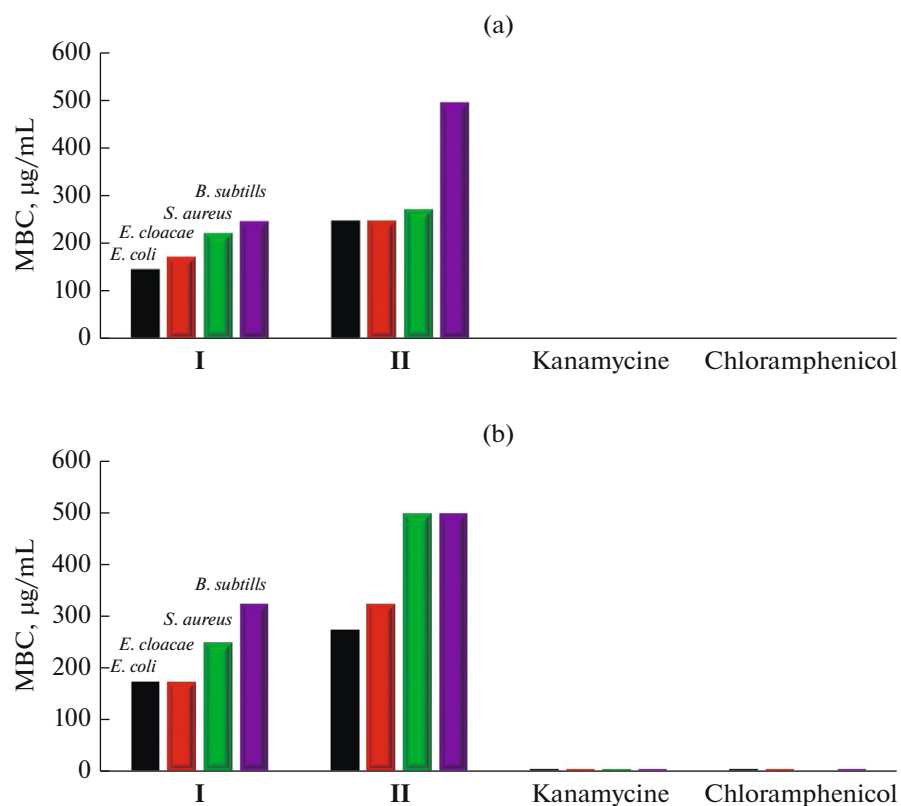 (a)
MBC, µg/mL
600
500
400
300
200
100
0
B. subtills
S. aureus
E. cloacae
E. coli
I II Kanamycine Chloramphenicol
(b)
MBC, µg/mL
600
500
400
300
200
100
0
B. subtills
S. aureus
E. cloacae
E. coli
I II Kanamycine Chloramphenicol